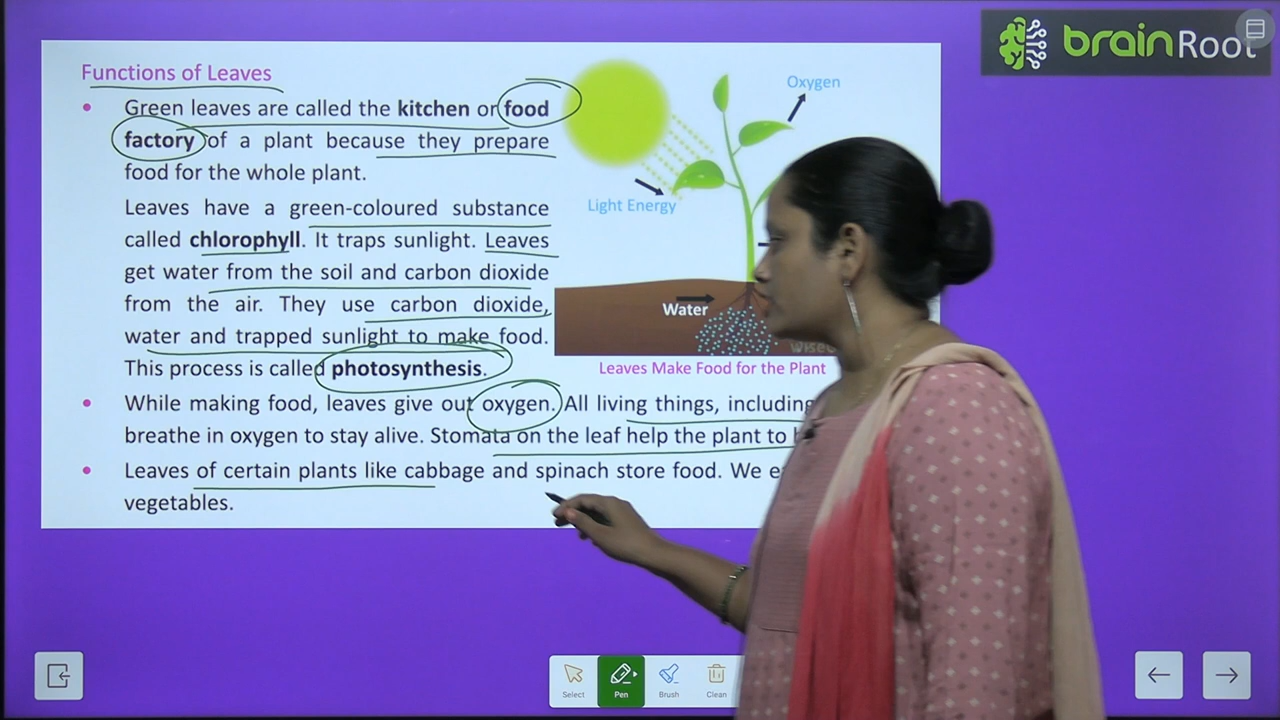 brainRoot
Functions of Leaves
Oxygen
• Green leaves are called the kitchen or food
factory of a plant because they prepare
food for the whole plant.
Light Energy
Leaves have a green-coloured substance
called chlorophyll. It traps sunlight. Leaves
get water from the soil and carbon dioxide
from the air. They use carbon dioxide,
Water
water and trapped sunlight to make food.
This process is called photosynthesis.
Leaves Make Food for the Plant
• While making food, leaves give out oxygen. All living things, including
breathe in oxygen to stay alive. Stomata on the leaf help the plant to
• Leaves of certain plants like cabbage and spinach store food. We
vegetables.
Select
Pen
Brush
Clean